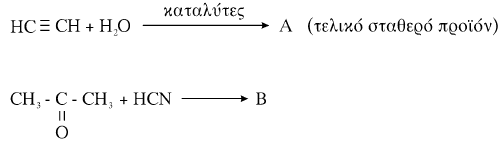 καταλύτες
HC ≡ CH + H₂O ⟶ A (τελικό σταθερό προϊόν)
CH₃ - C - CH₃ + HCN ⟶ B
||
O